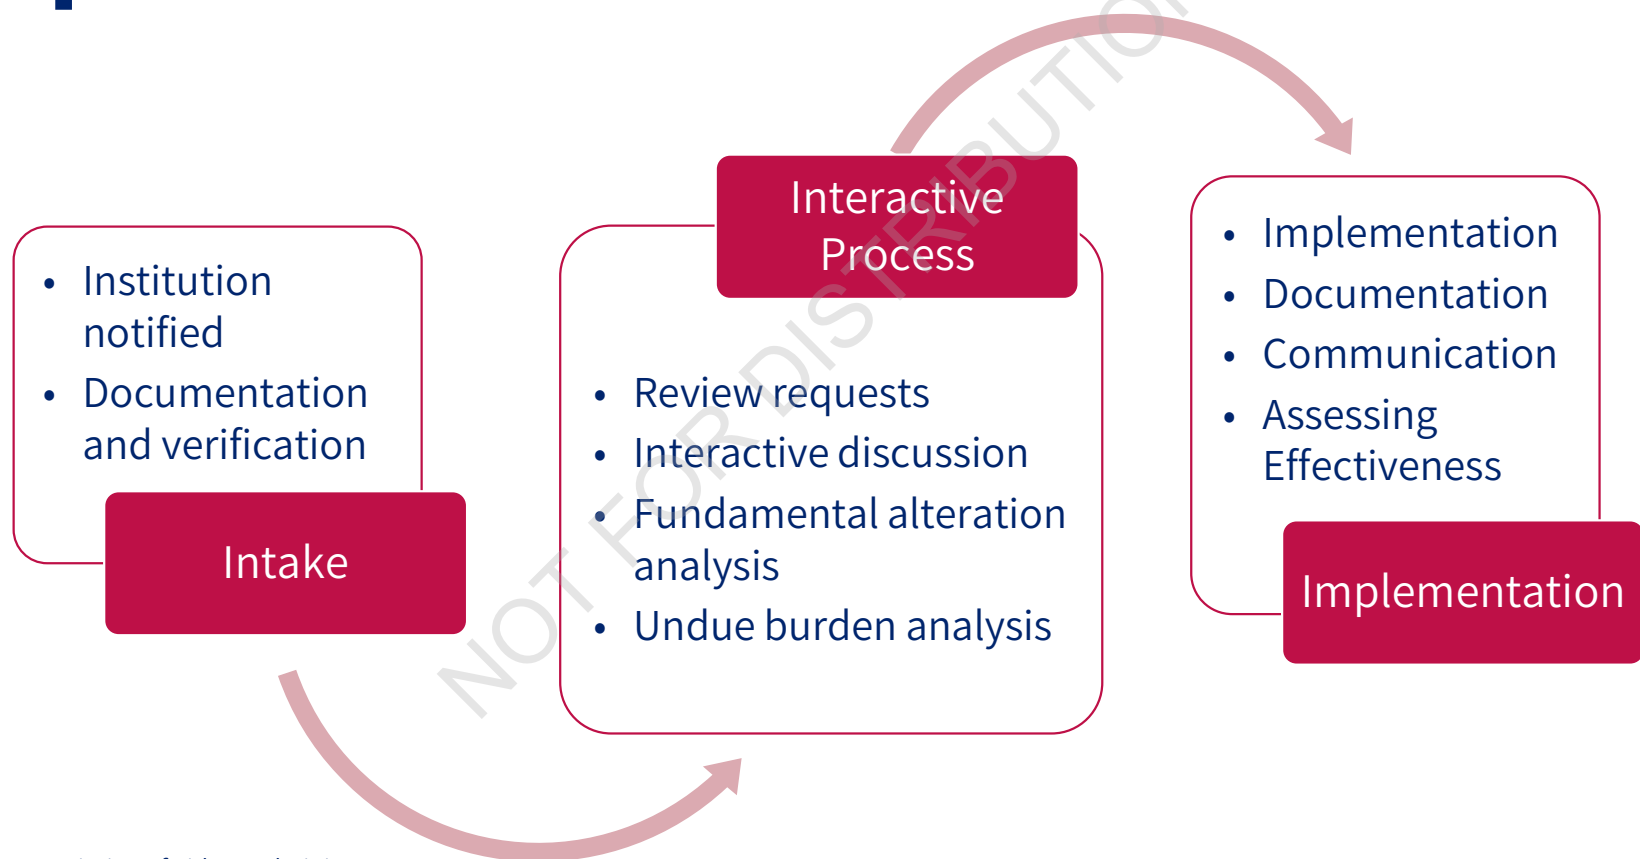 • Institution
notified
• Documentation
and verification
Intake
Interactive
Process
• Review requests
• Interactive discussion
• Fundamental alteration
analysis
• Undue burden analysis
• Implementation
• Documentation
• Communication
• Assessing
Effectiveness
Implementation
NOT FOR DISTRIBUTION